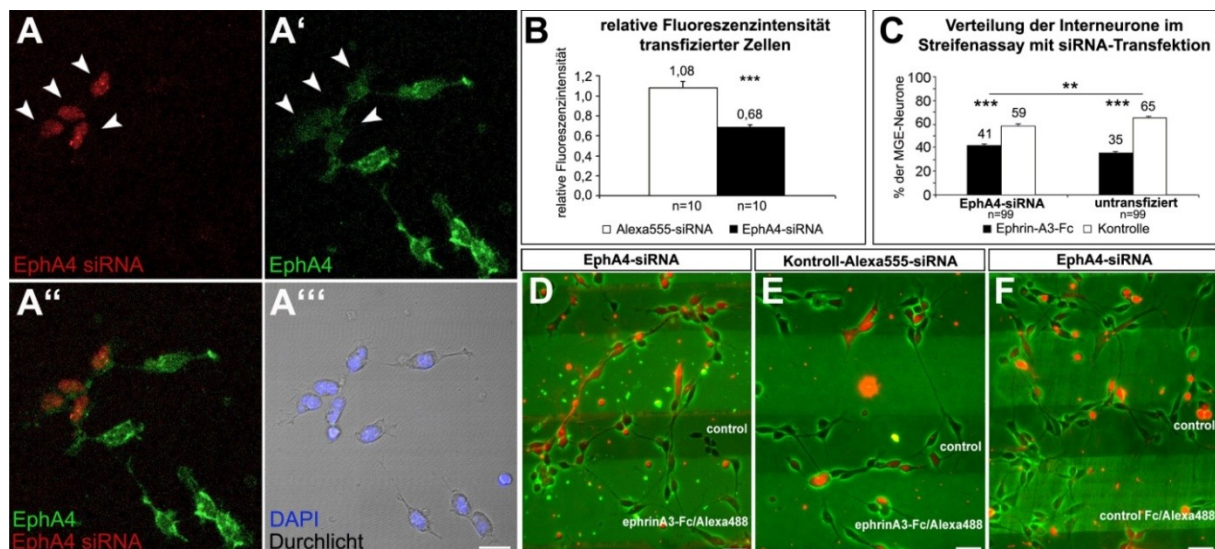 A
EphA4 siRNA
A'
EphA4
A''
EphA4
EphA4 siRNA
A'''
DAPI
Durchlicht
B
relative Fluoreszenzintensität
transfizierter Zellen
relative Fluoreszenzintensität
1,2
1,0
0,8
0,6
0,4
0,2
0,0
1,08
***
0,68
n=10 n=10
Alexa555-siRNA EphA4-siRNA
C
Verteilung der Interneurone im
Streifenassay mit siRNA-Transfektion
% der MGE-Neurone
100
80
60
40
20
0
**
*** ***
41 59 35 65
EphA4-siRNA untransfiziert
n=99 n=99
Ephrin-A3-Fc Kontrolle
EphA4-siRNA
D
control
ephrinA3-Fc/Alexa488
Kontroll-Alexa555-siRNA
E
control
ephrinA3-Fc/Alexa488
EphA4-siRNA
F
control
control Fc/Alexa488